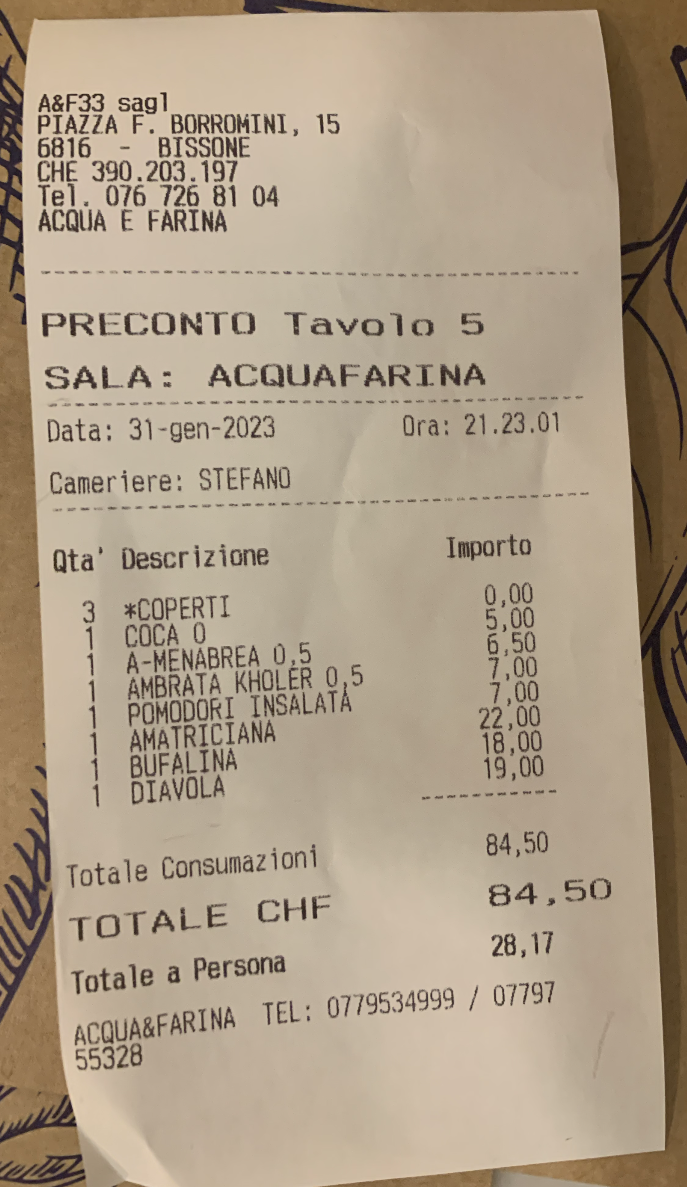 A&F33 sagl
PIAZZA F. BORROMINI, 15
6816 - BISSONE
CHE 390.203.197
Tel. 076 726 81 04
ACQUA E FARINA
PRECONTO Tavolo 5
SALA: ACQUAFARINA
Data: 31-gen-2023 Ora: 21.23.01
Cameriere: STEFANO
Qta' Descrizione Importo
3 *COPERTI 0,00
1 COCA 0 5,00
1 A-MENABREA 0,5 6,50
1 AMBRATA KHOLER 0,5 7,00
1 POMODORI INSALATA 7,00
1 AMATRICIANA 22,00
1 BUFALINA 18,00
1 DIAVOLA 19,00
Totale Consumazioni 84,50
TOTALE CHF 84,50
Totale a Persona 28,17
ACQUA&FARINA TEL: 0779534999 / 07797
55328